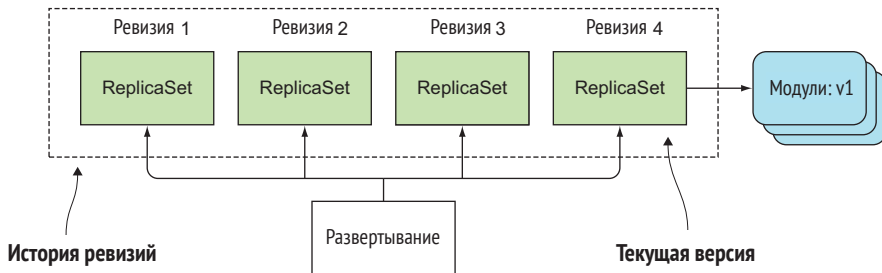 Ревизия 1
Ревизия 2
Ревизия 3
Ревизия 4
ReplicaSet
ReplicaSet
ReplicaSet
ReplicaSet
Модули: v1
Развертывание
История ревизий
Текущая версия